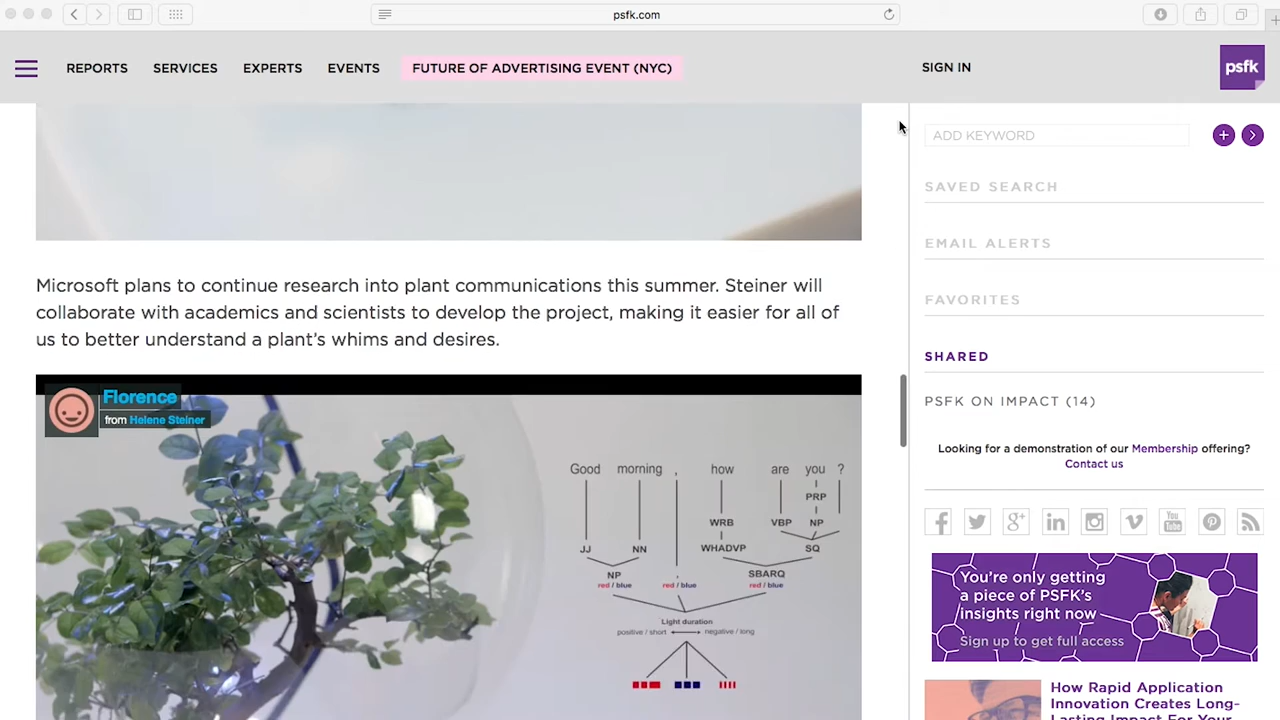 psfk.com
REPORTS SERVICES EXPERTS EVENTS FUTURE OF ADVERTISING EVENT (NYC) SIGN IN psfk
Microsoft plans to continue research into plant communications this summer. Steiner will
collaborate with academics and scientists to develop the project, making it easier for all of
us to better understand a plant’s whims and desires.
Florence
from Helene Steiner
Good morning , how are you ?
PRP
WRB VBP NP
JJ NN WHADVP SQ
NP , SBARQ
red / blue red / blue red / blue
Light duration
positive / short negative / long
ADD KEYWORD
SAVED SEARCH
EMAIL ALERTS
FAVORITES
SHARED
PSFK ON IMPACT (14)
Looking for a demonstration of our Membership offering?
Contact us
You're only getting
a piece of PSFK's
insights right now
Sign up to get full access
How Rapid Application
Innovation Creates Long-
Lasting Impact For Your